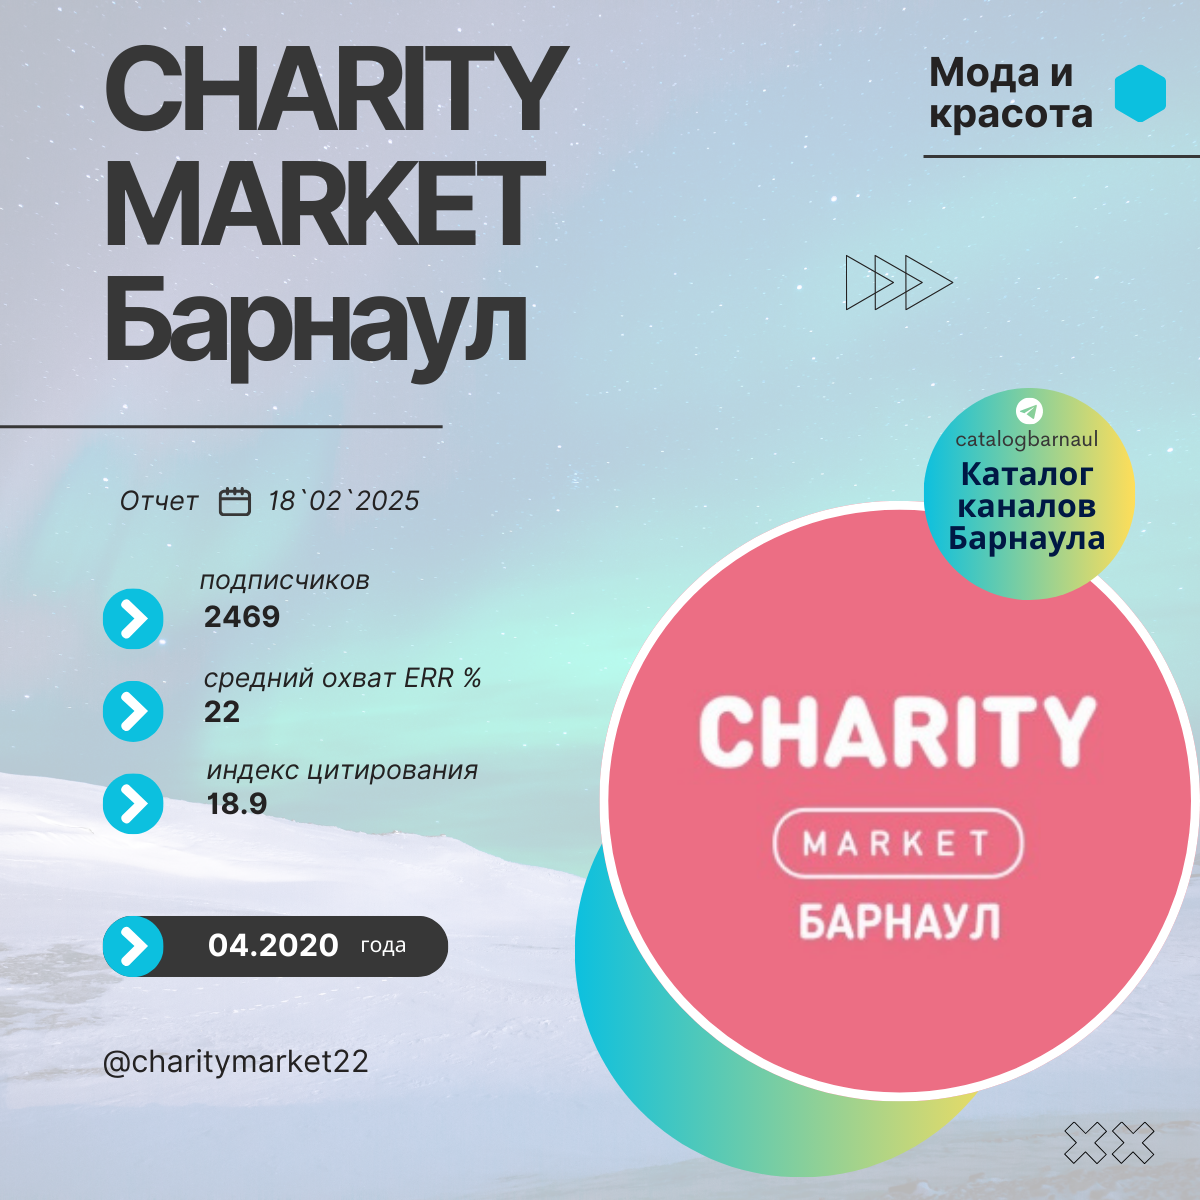 CHARITY
MARKET
Барнаул
Мода и
красота
catalogbarnaul
Каталог
каналов
Барнаула
Отчет 18`02`2025
подписчиков
2469
средний охват ERR %
22
индекс цитирования
18.9
04.2020 года
@charitymarket22
CHARITY
MARKET
БАРНАУЛ